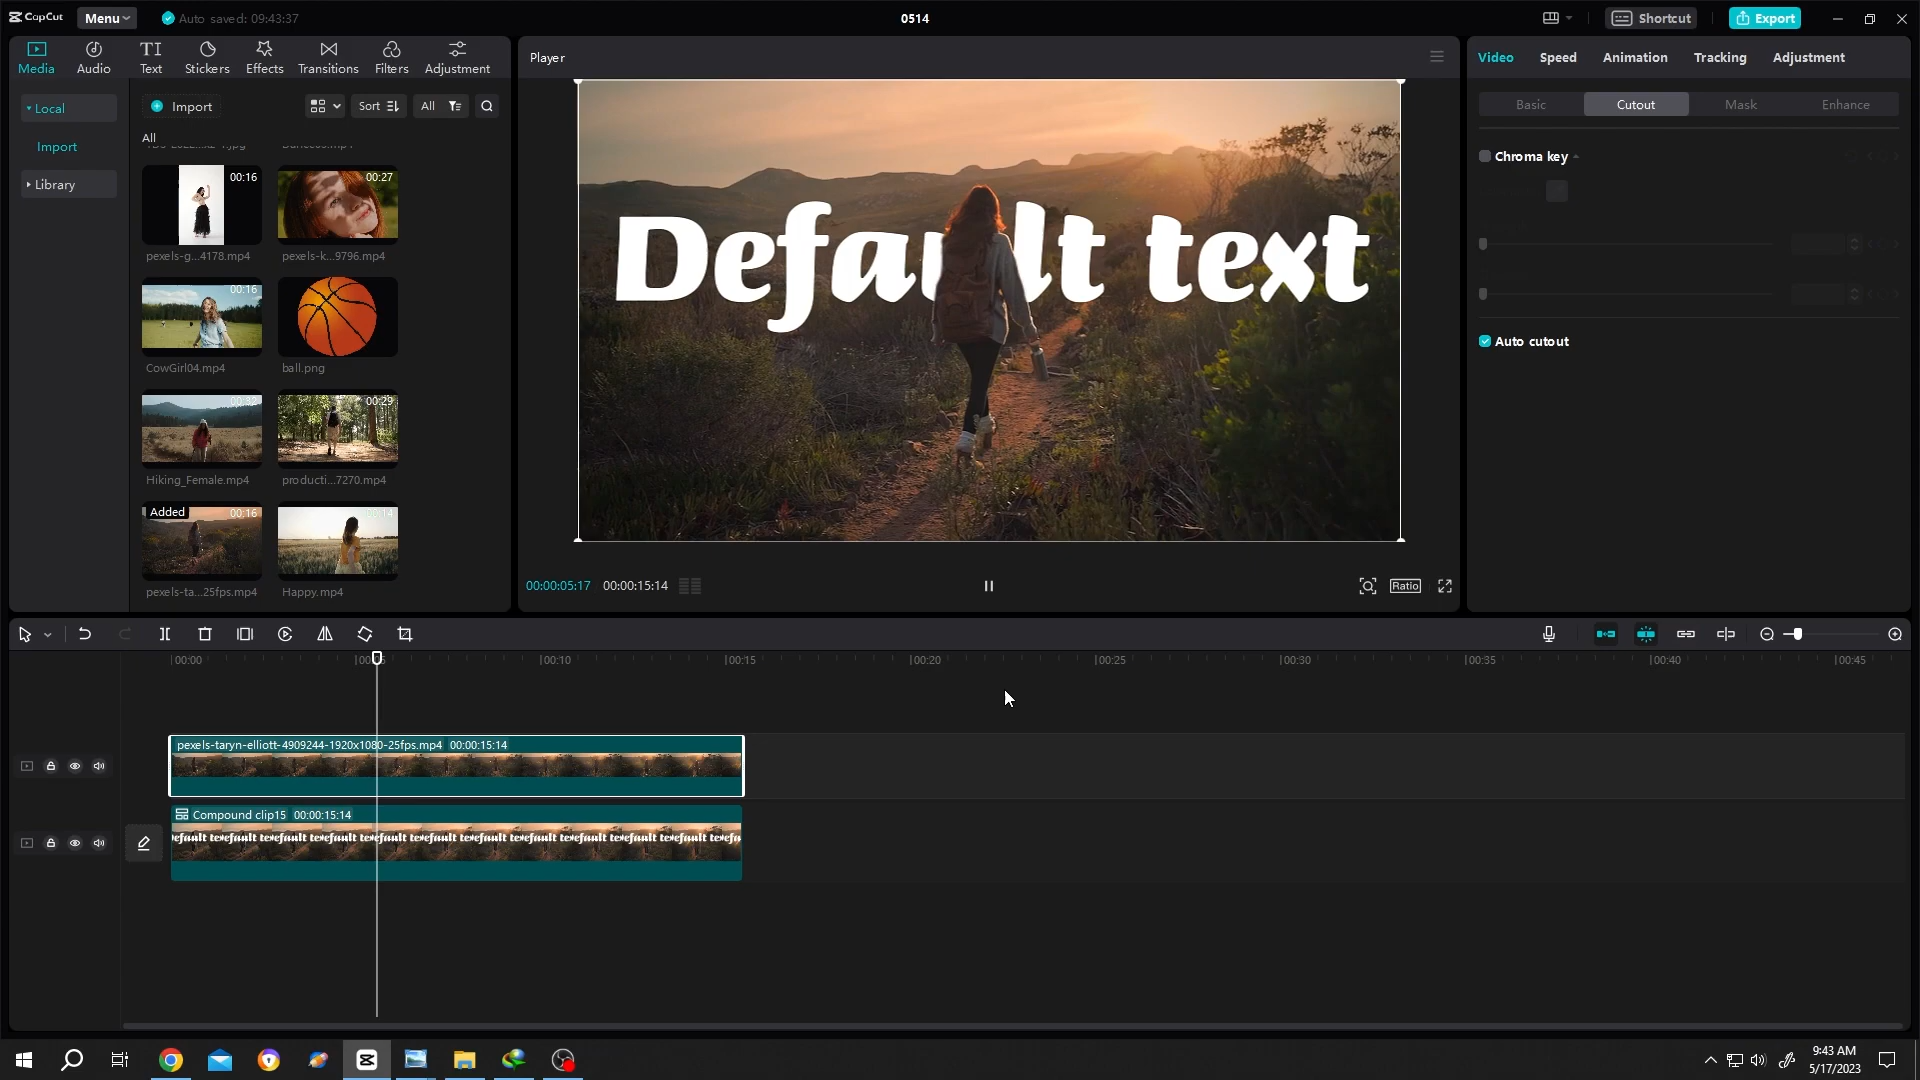 CapCut
Menu
Auto saved: 09:43:37
0514
Shortcut
Export
Media
Audio
TI
Text
Stickers
Effects
Transitions
Filters
Adjustment
Local
Import
Library
Import
Sort
All
All
00:16
00:27
pexels-g...4178.mp4
pexels-k...9796.mp4
00:16
CowGirl04.mp4
ball.png
00:29
Hiking_Female.mp4
producti...7270.mp4
Added
00:16
pexels-ta...25fps.mp4
Happy.mp4
Player
Default text
00:00:05:17
00:00:15:14
Ratio
Video
Speed
Animation
Tracking
Adjustment
Basic
Cutout
Mask
Enhance
Chroma key
Auto cutout
00:00
00:10
00:15
00:20
00:25
00:30
00:35
00:40
00:45
pexels-taryn-elliott-4909244-1920x1080-25fps.mp4 00:00:15:14
Compound clip15 00:00:15:14
9:43 AM
5/17/2023